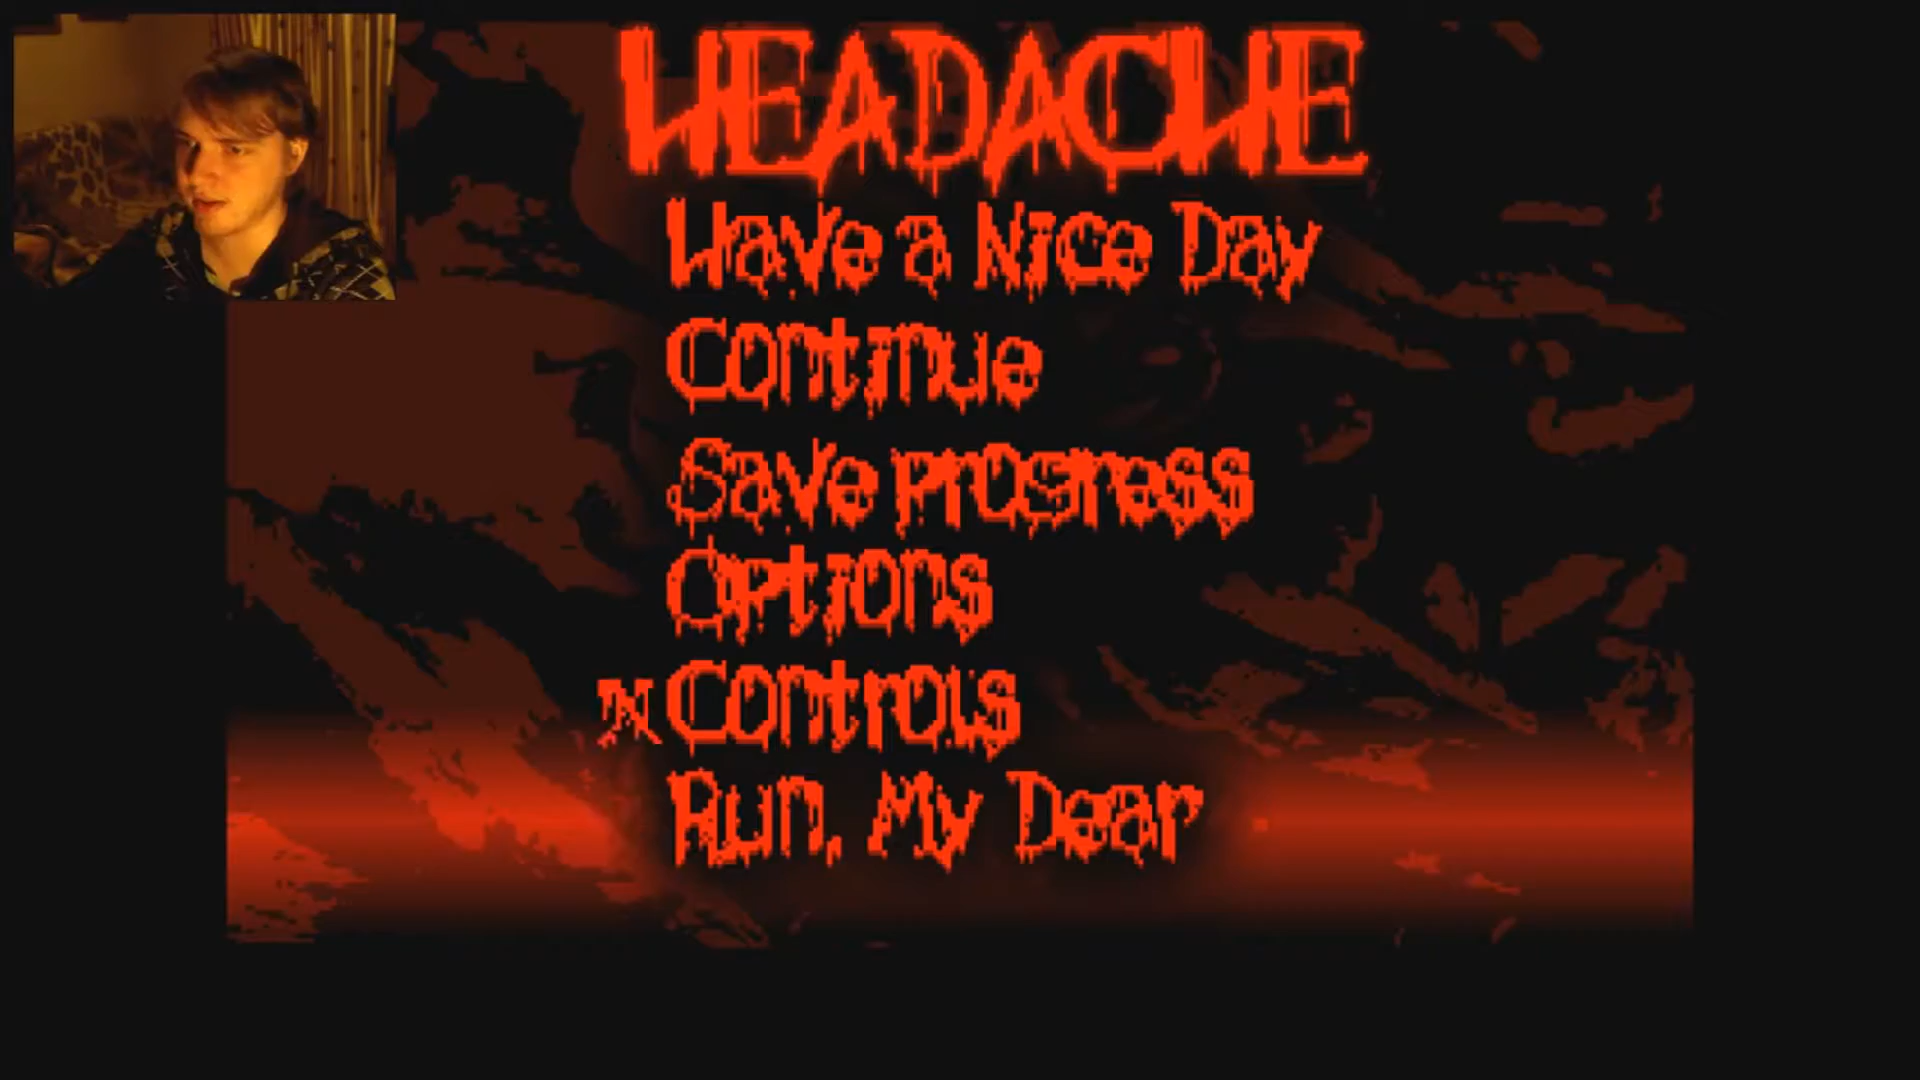 HEADACHE
Have a Nice Day
Continue
Save progress
Options
Controls
Run, My Dear